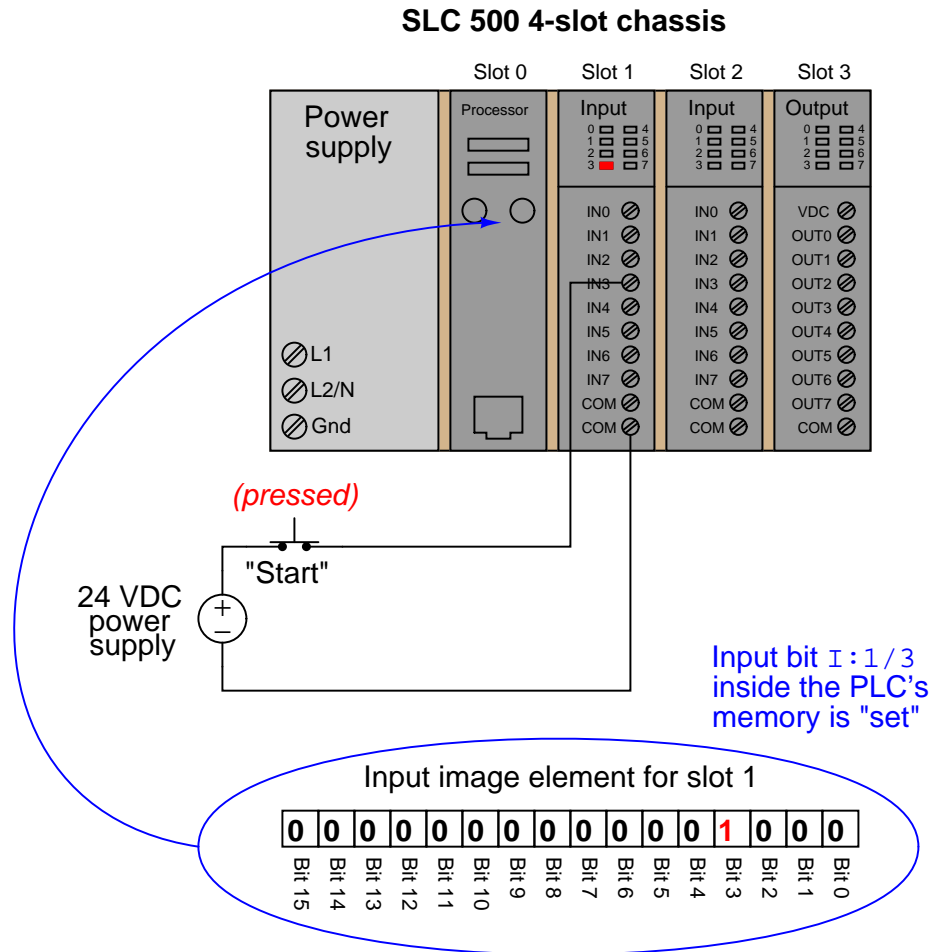 SLC 500 4-slot chassis
Slot 0 Slot 1 Slot 2 Slot 3
Power
supply
Processor
Input
0 4
1 5
2 6
3 7
Input
0 4
1 5
2 6
3 7
Output
0 4
1 5
2 6
3 7
IN0 IN0 VDC
IN1 IN1 OUT0
IN2 IN2 OUT1
IN3 IN3 OUT2
IN4 IN4 OUT3
IN5 IN5 OUT4
IN6 IN6 OUT5
IN7 IN7 OUT6
COM COM OUT7
COM COM COM
L1
L2/N
Gnd
(pressed)
"Start"
24 VDC
power
supply
+
−
Input bit I:1/3
inside the PLC's
memory is "set"
Input image element for slot 1
0 0 0 0 0 0 0 0 0 0 0 0 1 0 0 0
Bit 15 Bit 14 Bit 13 Bit 12 Bit 11 Bit 10 Bit 9 Bit 8 Bit 7 Bit 6 Bit 5 Bit 4 Bit 3 Bit 2 Bit 1 Bit 0